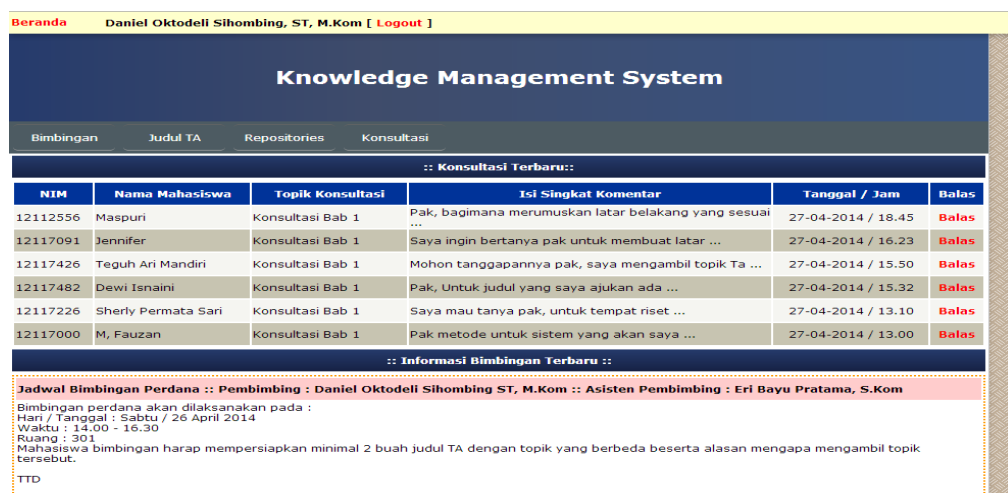 Beranda Daniel Oktodeli Sihombing, ST, M.Kom [ Logout ]
Knowledge Management System
Bimbingan Judul TA Repositories Konsultasi
:: Konsultasi Terbaru::
NIM Nama Mahasiswa Topik Konsultasi Isi Singkat Komentar Tanggal / Jam Balas
12112556 Maspuri Konsultasi Bab 1 Pak, bagimana merumuskan latar belakang yang sesuai ... 27-04-2014 / 18.45 Balas
12117091 Jennifer Konsultasi Bab 1 Saya ingin bertanya pak untuk membuat latar ... 27-04-2014 / 16.23 Balas
12117426 Teguh Ari Mandiri Konsultasi Bab 1 Mohon tanggapannya pak, saya mengambil topik Ta ... 27-04-2014 / 15.50 Balas
12117482 Dewi Isnaini Konsultasi Bab 1 Pak, Untuk judul yang saya ajukan ada ... 27-04-2014 / 15.32 Balas
12117226 Sherly Permata Sari Konsultasi Bab 1 Saya mau tanya pak, untuk tempat riset ... 27-04-2014 / 13.10 Balas
12117000 M, Fauzan Konsultasi Bab 1 Pak metode untuk sistem yang akan saya ... 27-04-2014 / 13.00 Balas
:: Informasi Bimbingan Terbaru ::
Jadwal Bimbingan Perdana :: Pembimbing : Daniel Oktodeli Sihombing ST, M.Kom :: Asisten Pembimbing : Eri Bayu Pratama, S.Kom
Bimbingan perdana akan dilaksanakan pada :
Hari / Tanggal : Sabtu / 26 April 2014
Waktu : 14.00 - 16.30
Ruang : 301
Mahasiswa bimbingan harap mempersiapkan minimal 2 buah judul TA dengan topik yang berbeda beserta alasan mengapa mengambil topik
tersebut.
TTD